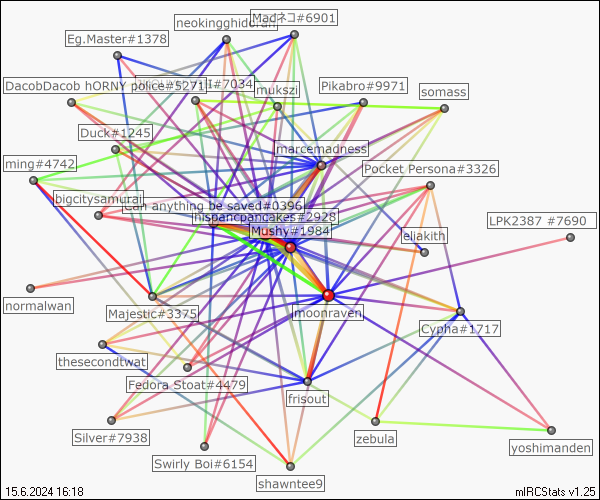 neokingghidorah
Madネコ#6901
Eg.Master#1378
DacobDacob hORNY police#5271
#7034
mukszi
Pikabro#9971
somass
Duck#1245
marcemadness
ming#4742
Pocket Persona#3326
bigcitysamurai
Can anything be saved#0396
hispancpancakes#2928
LPK2387 #7690
Mushy#1984
eliakith
normalwan
Majestic#3375
moonraven
Cypha#1717
thesecondtwat
Fedora Stoat#4479
frisout
Silver#7938
zebula
yoshimanden
Swirly Boi#6154
shawntee9
15.6.2024 16:18
mIRCStats v1.25